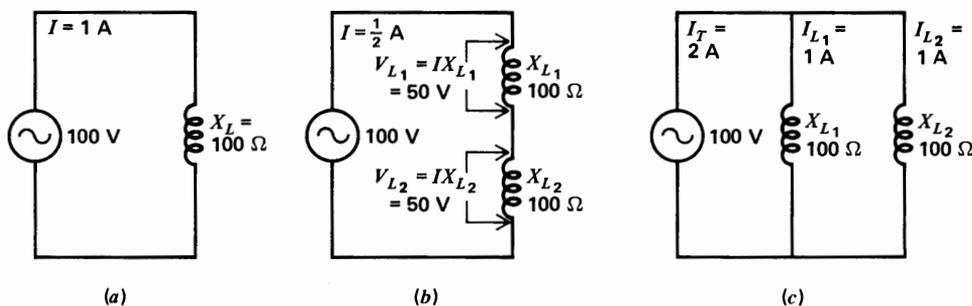 I = 1 A
100 V
X_L =
100 Ω
(a)
I = ½ A
V_L₁ = IX_L₁
= 50 V
X_L₁
100 Ω
100 V
V_L₂ = IX_L₂
= 50 V
X_L₂
100 Ω
(b)
I_T =
2 A
I_L₁ =
1 A
I_L₂ =
1 A
100 V
X_L₁
100 Ω
X_L₂
100 Ω
(c)